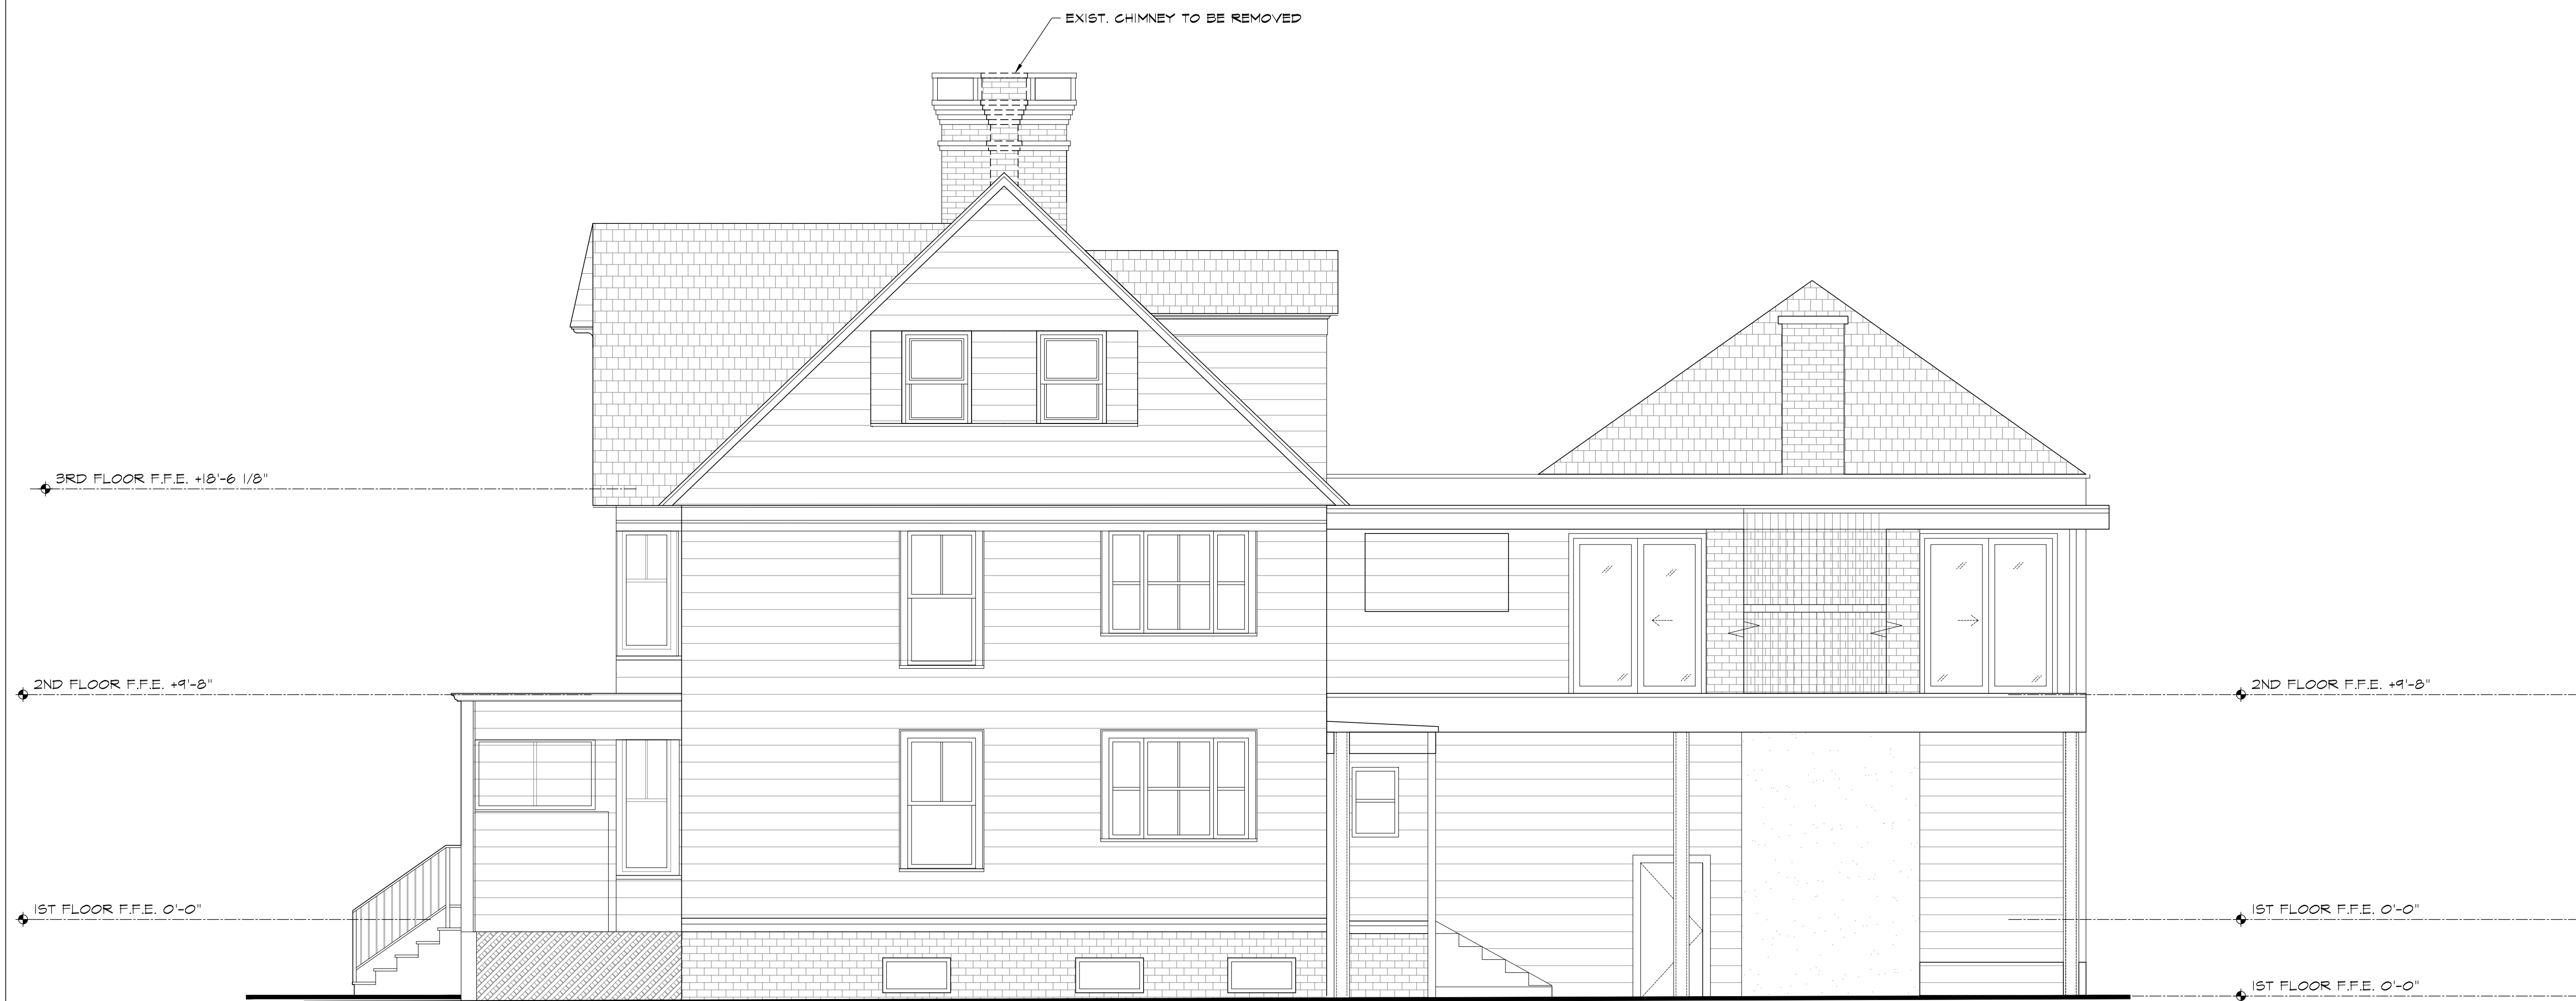 EXIST. CHIMNEY TO BE REMOVED
3RD FLOOR F.F.E. +18'-6 1/8"
2ND FLOOR F.F.E. +9'-8"
2ND FLOOR F.F.E. +9'-8"
1ST FLOOR F.F.E. 0'-0"
1ST FLOOR F.F.E. 0'-0"
1ST FLOOR F.F.E. 0'-0"